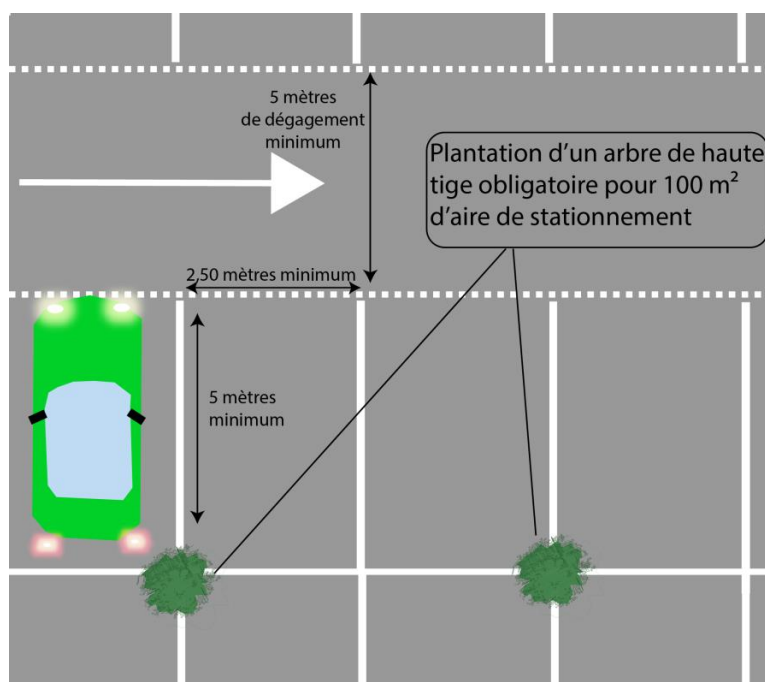 5 mètres
de dégagement
minimum
Plantation d'un arbre de haute
tige obligatoire pour 100 m²
d'aire de stationnement
2,50 mètres minimum
5 mètres
minimum